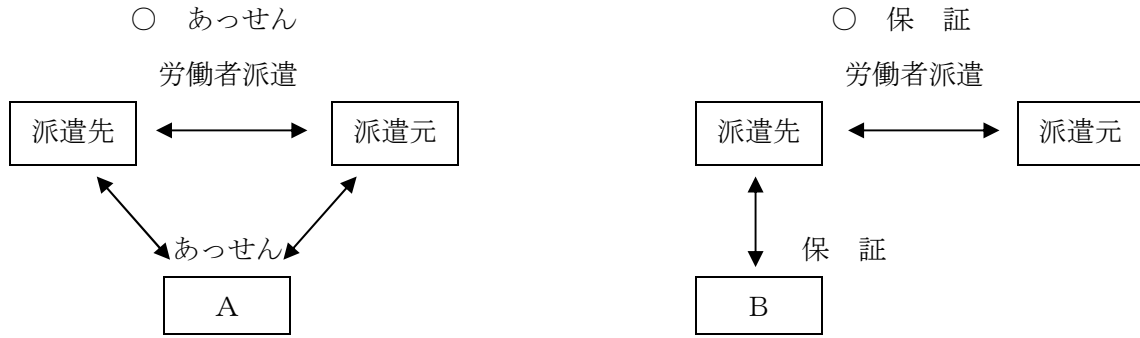 ○ あっせん
労働者派遣
派遣先
派遣元
あっせん
A
○ 保 証
労働者派遣
派遣先
派遣元
保 証
B